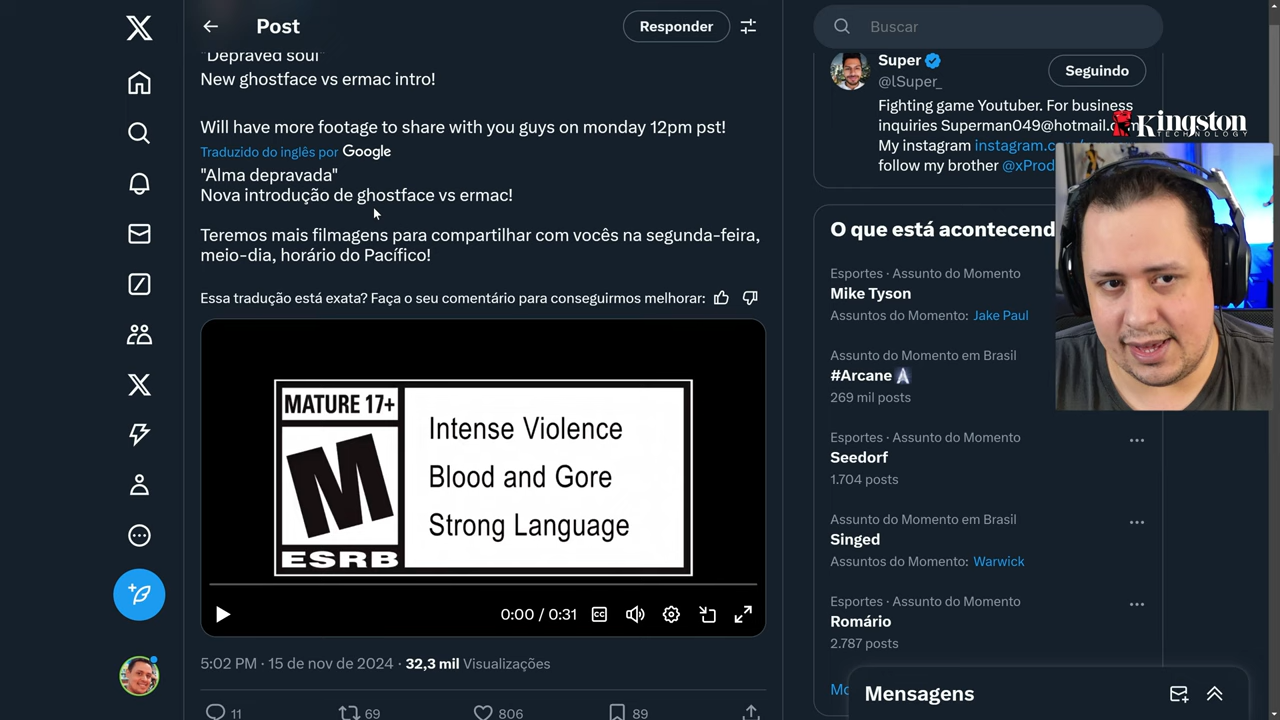 Post
Responder
Buscar
"Depraved soul"
New ghostface vs ermac intro!
Will have more footage to share with you guys on monday 12pm pst!
Traduzido do inglês por Google
"Alma depravada"
Nova introdução de ghostface vs ermac!
Teremos mais filmagens para compartilhar com vocês na segunda-feira,
meio-dia, horário do Pacífico!
Essa tradução está exata? Faça o seu comentário para conseguirmos melhorar:
MATURE 17+
M
ESRB
Intense Violence
Blood and Gore
Strong Language
0:00 / 0:31
CC
5:02 PM · 15 de nov de 2024 · 32,3 mil Visualizações
11
69
806
89
Super
@lSuper_
Seguindo
Fighting game Youtuber. For business
inquiries Superman049@hotmail.
My instagram instagram.
follow my brother @xProd
Kingston
TECHNOLOGY
O que está acontecend
Esportes · Assunto do Momento
Mike Tyson
Assuntos do Momento: Jake Paul
Assunto do Momento em Brasil
#Arcane
269 mil posts
Esportes · Assunto do Momento
Seedorf
1.704 posts
Assunto do Momento em Brasil
Singed
Assuntos do Momento: Warwick
Esportes · Assunto do Momento
Romário
2.787 posts
Mo
Mensagens